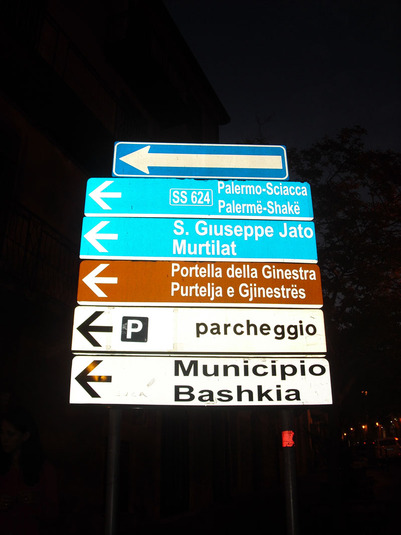 SS 624 Palermo-Sciacca
Palermë-Shakë
S. Giuseppe Jato
Murtilat
Portella della Ginestra
Purtelja e Gjinestrës
P parcheggio
Municipio
Bashkia